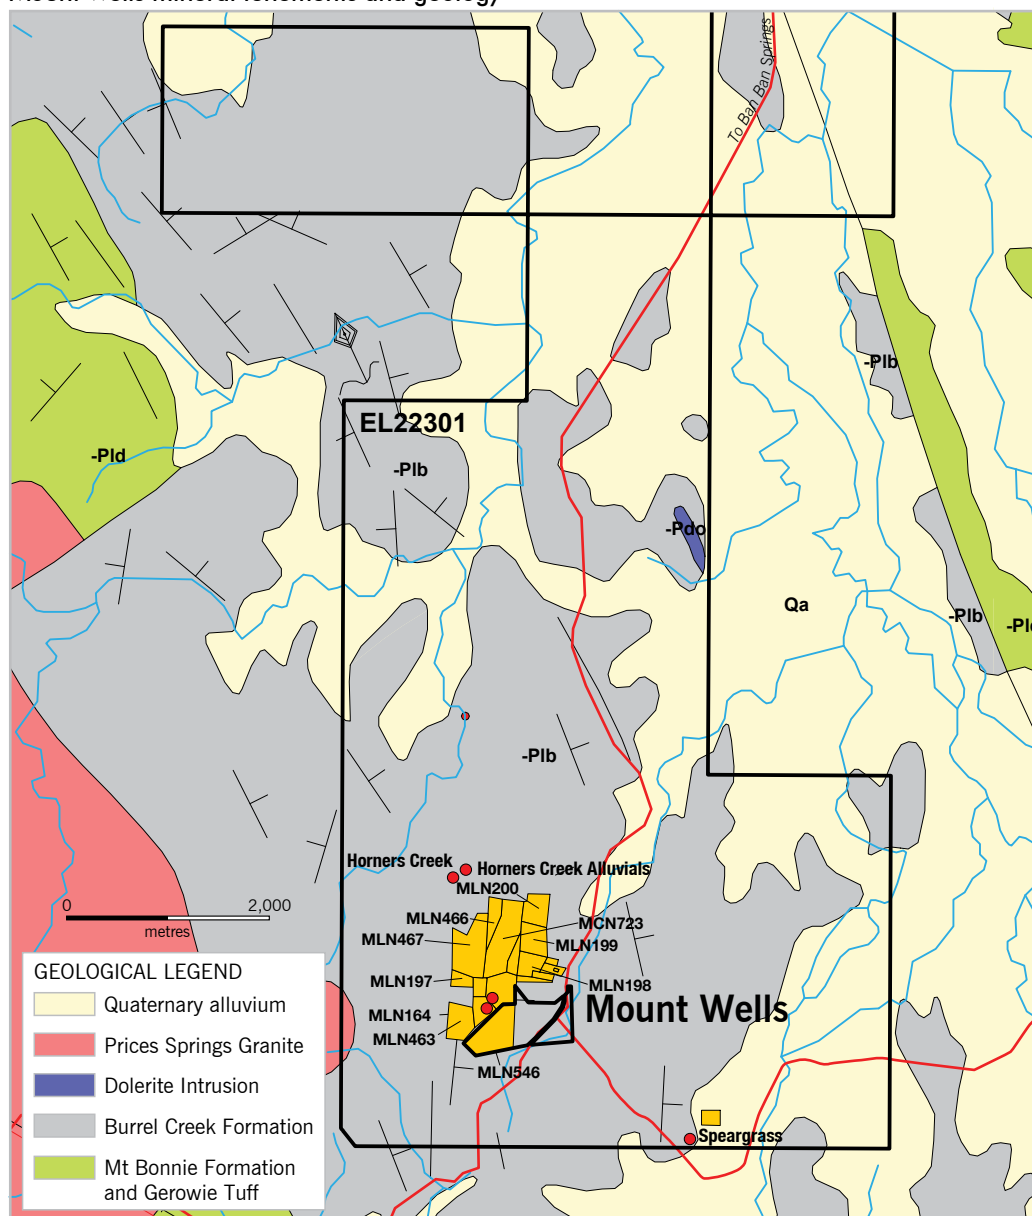 To Ban Ban Springs
-Plb
EL22301
-Pld
-Plb
-Pdo
Qa
-Plb
-Plb
Horners Creek
Horners Creek Alluvials
MLN200
MLN466
MCN723
MLN467
MLN199
MLN197
MLN198
MLN164
Mount Wells
MLN463
MLN546
Speargrass
0 2,000
metres
GEOLOGICAL LEGEND
Quaternary alluvium
Prices Springs Granite
Dolerite Intrusion
Burrel Creek Formation
Mt Bonnie Formation
and Gerowie Tuff